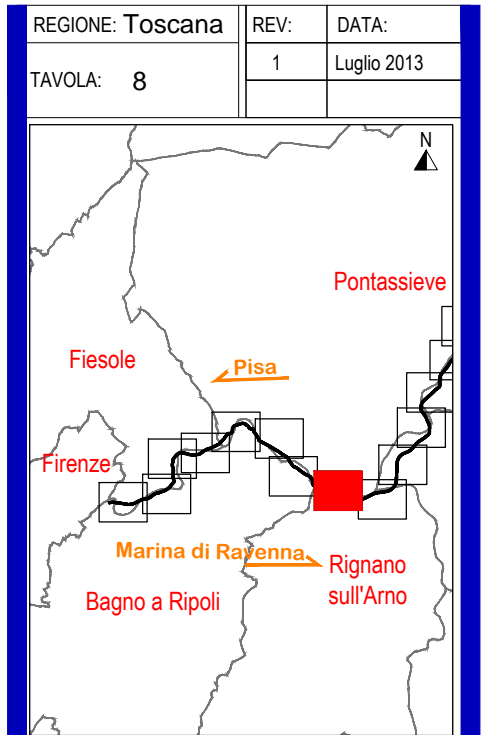 REGIONE: Toscana
REV:
DATA:
1
Luglio 2013
TAVOLA: 8
N
Pontassieve
Fiesole
Pisa
Firenze
Marina di Ravenna
Rignano
sull'Arno
Bagno a Ripoli